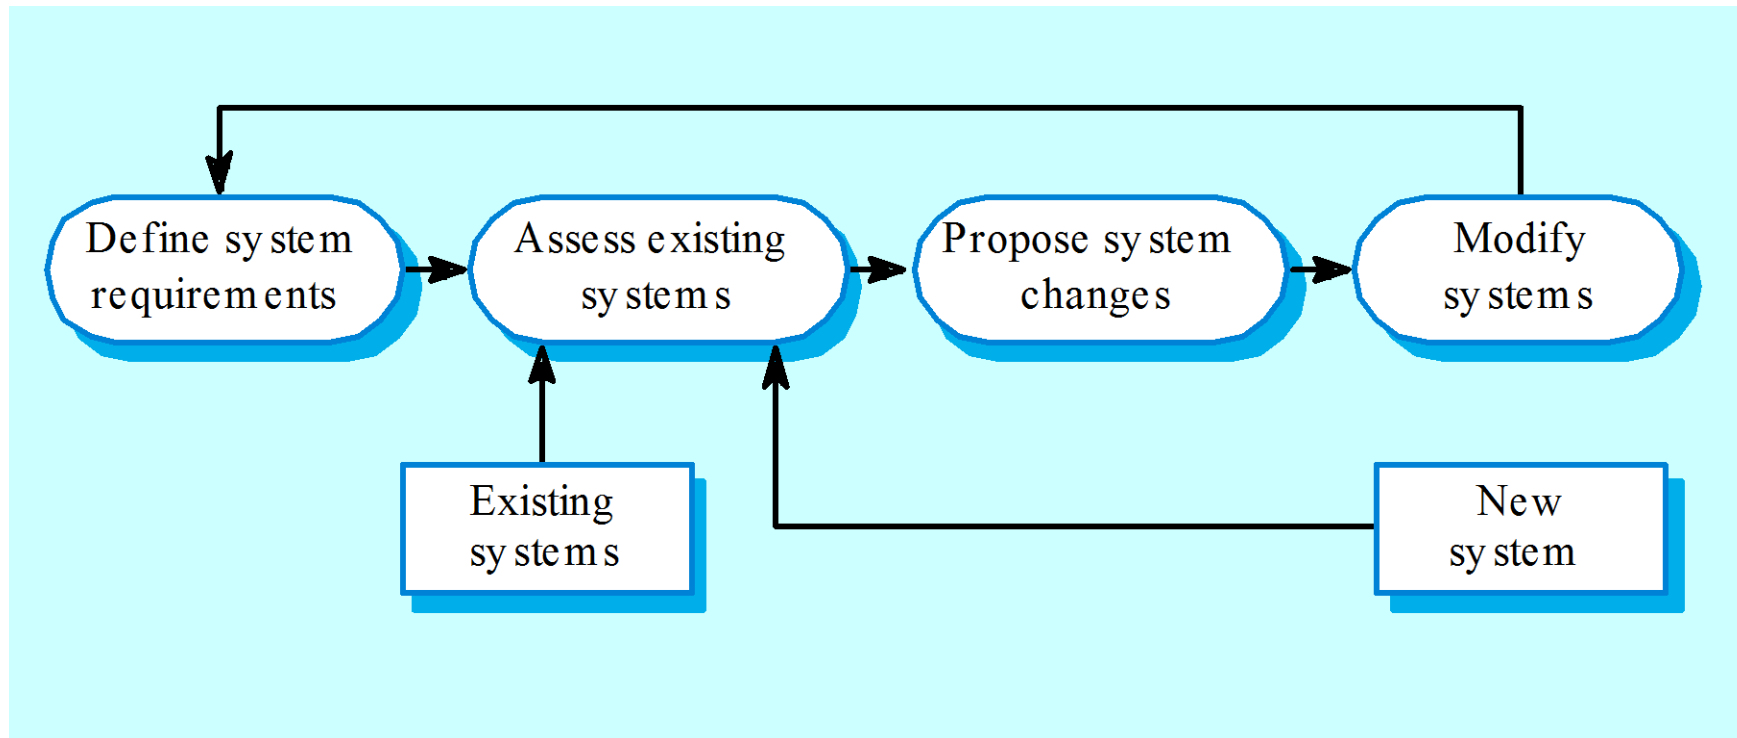 Define system
requirements
Assess existing
systems
Propose system
changes
Modify
systems
Existing
systems
New
system